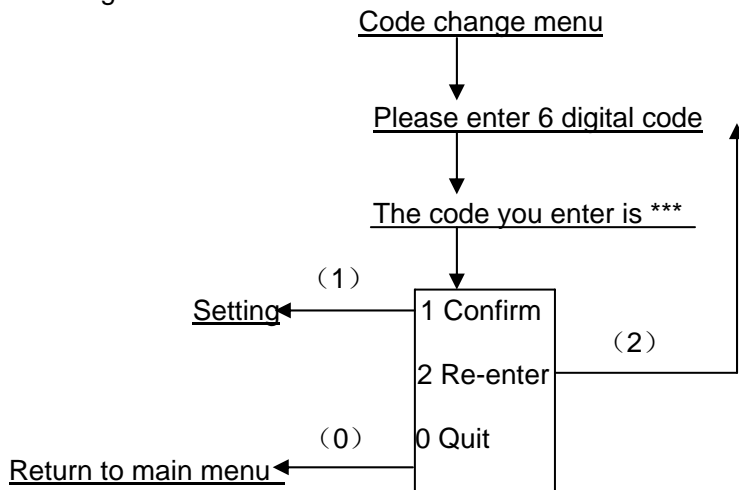 Code change menu
Please enter 6 digital code
The code you enter is ***
（1）
Setting
1 Confirm
（2）
2 Re-enter
（0）
0 Quit
Return to main menu